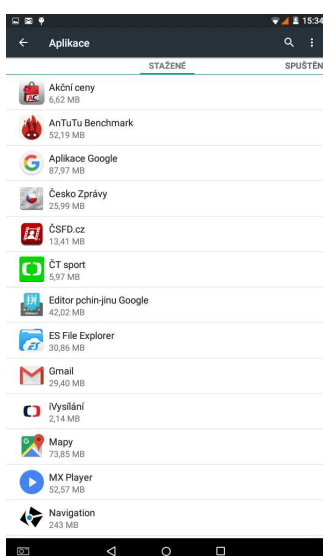 15:34
Aplikace
STAŽENÉ
SPUŠTĚN
Akční ceny
6,62 MB
AnTuTu Benchmark
52,19 MB
Aplikace Google
87,97 MB
Česko Zprávy
25,99 MB
ČSFD.cz
13,41 MB
ČT sport
5,97 MB
Editor pchin-jinu Google
42,02 MB
ES File Explorer
30,86 MB
Gmail
29,40 MB
iVysílání
2,14 MB
Mapy
73,85 MB
MX Player
52,57 MB
Navigation
243 MB